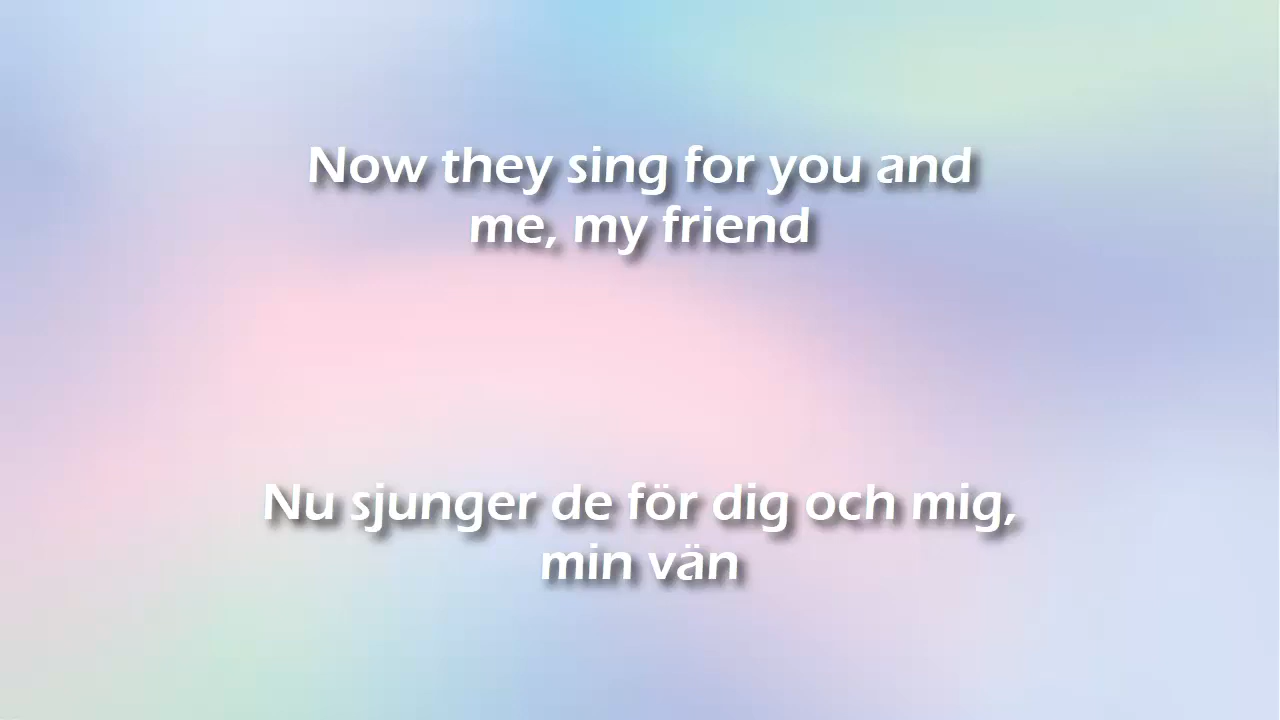 Now they sing for you and
me, my friend
Nu sjunger de för dig och mig,
min vän